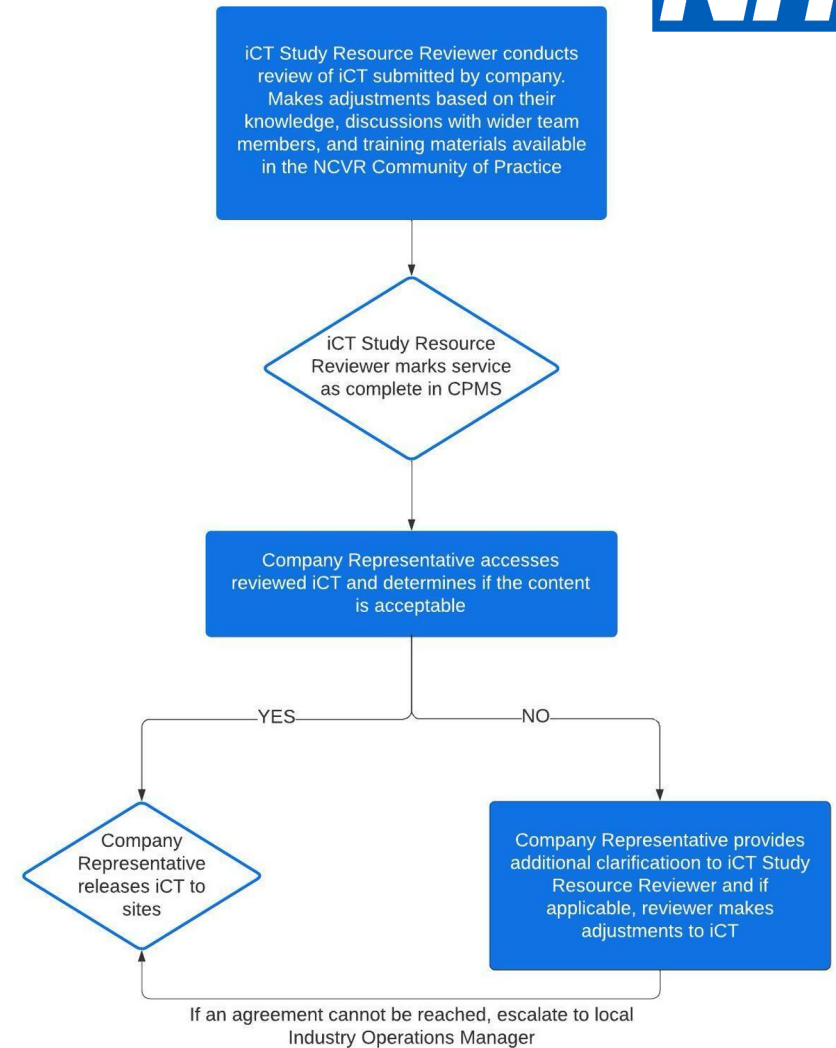 NHS
iCT Study Resource Reviewer conducts
review of iCT submitted by company.
Makes adjustments based on their
knowledge, discussions with wider team
members, and training materials available
in the NCVR Community of Practice
iCT Study Resource
Reviewer marks service
as complete in CPMS
Company Representative accesses
reviewed iCT and determines if the content
is acceptable
YES
NO
Company
Representative
releases iCT to
sites
Company Representative provides
additional clarificatioon to iCT Study
Resource Reviewer and if
applicable, reviewer makes
adjustments to iCT
If an agreement cannot be reached, escalate to local
Industry Operations Manager